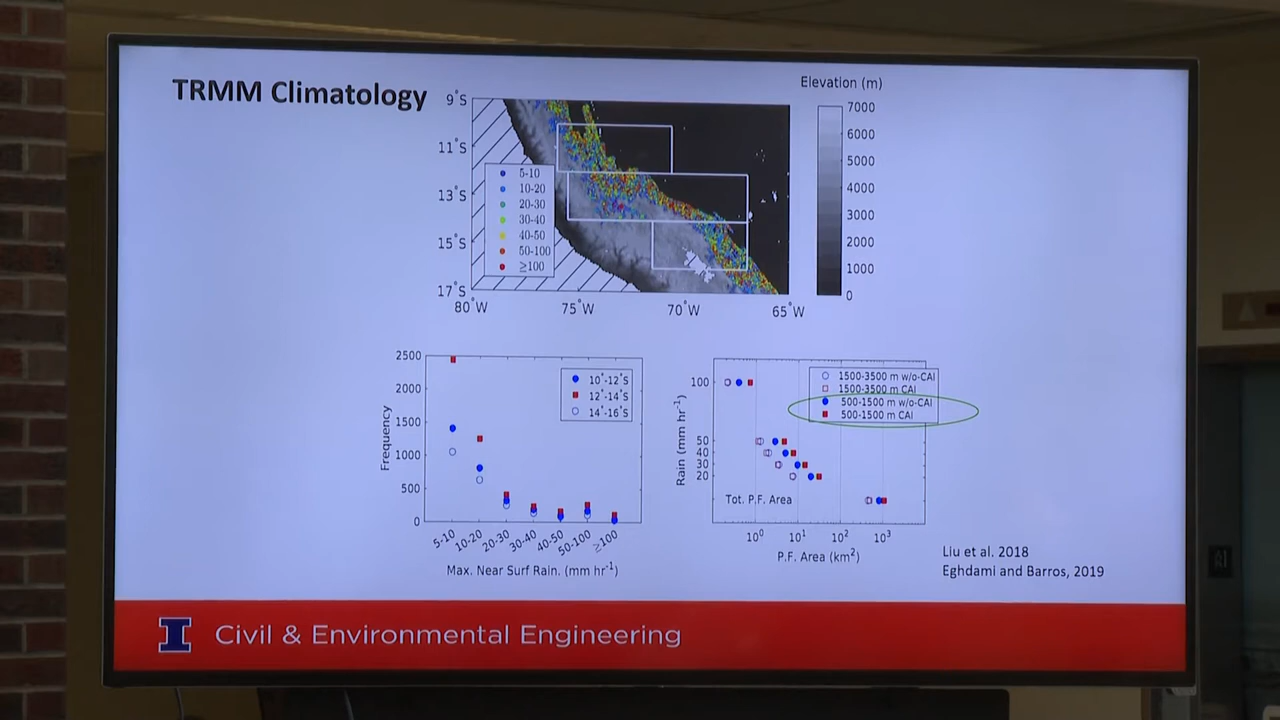 TRMM Climatology
Elevation (m)
9°S
11°S
13°S
15°S
17°S
80°W
75°W
70°W
65°W
5-10
10-20
20-30
30-40
40-50
50-100
≥100
7000
6000
5000
4000
3000
2000
1000
0
2500
2000
1500
1000
500
0
Frequency
10°-12°S
12°-14°S
14°-16°S
5-10
10-20
20-30
30-40
40-50
50-100
≥100
Max. Near Surf Rain. (mm hr⁻¹)
100
50
40
30
20
Rain (mm hr⁻¹)
1500-3500 m w/o-CAI
1500-3500 m CAI
500-1500 m w/o-CAI
500-1500 m CAI
Tot. P.F. Area
10⁰
10¹
10²
10³
P.F. Area (km²)
Liu et al. 2018
Eghdami and Barros, 2019
I Civil & Environmental Engineering